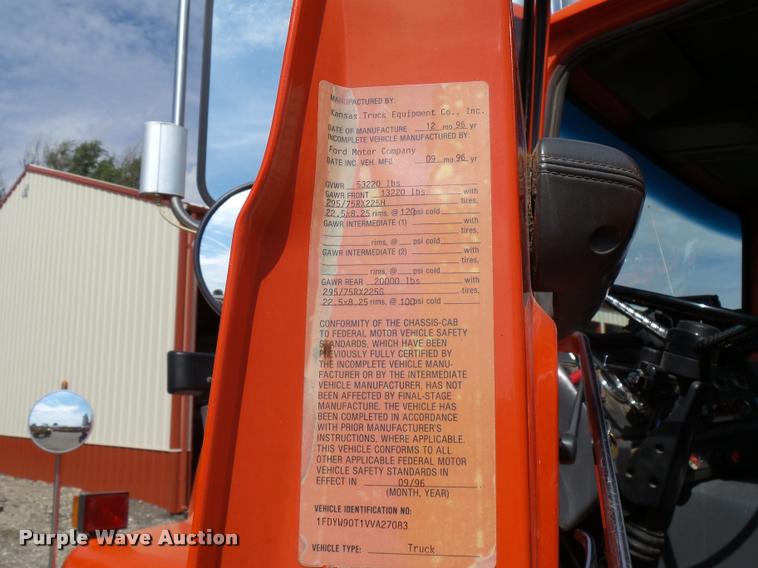 MANUFACTURED BY:
Kansas Truck Equipment Co., Inc.
DATE OF MANUFACTURE 12 mo 96 yr
INCOMPLETE VEHICLE MANUFACTURED BY:
Ford Motor Company
DATE INC. VEH. MFG. 09 mo 96 yr
GVWR 53220 lbs
GAWR FRONT 13220 lbs with
295/75RX225H tires,
22.5x8.25 rims, @ 120 psi cold
GAWR INTERMEDIATE (1) with
tires,
rims, @ psi cold
GAWR INTERMEDIATE (2) with
tires,
rims, @ psi cold
GAWR REAR 20000 lbs with
295/75RX225G tires,
22.5x8.25 rims, @ 100 psi cold
CONFORMITY OF THE CHASSIS-CAB
TO FEDERAL MOTOR VEHICLE SAFETY
STANDARDS, WHICH HAVE BEEN
PREVIOUSLY FULLY CERTIFIED BY
THE INCOMPLETE VEHICLE MANU-
FACTURER OR BY THE INTERMEDIATE
VEHICLE MANUFACTURER, HAS NOT
BEEN AFFECTED BY FINAL-STAGE
MANUFACTURE. THE VEHICLE HAS
BEEN COMPLETED IN ACCORDANCE
WITH PRIOR MANUFACTURER'S
INSTRUCTIONS, WHERE APPLICABLE.
THIS VEHICLE CONFORMS TO ALL
OTHER APPLICABLE FEDERAL MOTOR
VEHICLE SAFETY STANDARDS IN
EFFECT IN 09/96
(MONTH, YEAR)
VEHICLE IDENTIFICATION NO:
1FDYW90T1VVA27083
VEHICLE TYPE: Truck
Purple Wave Auction